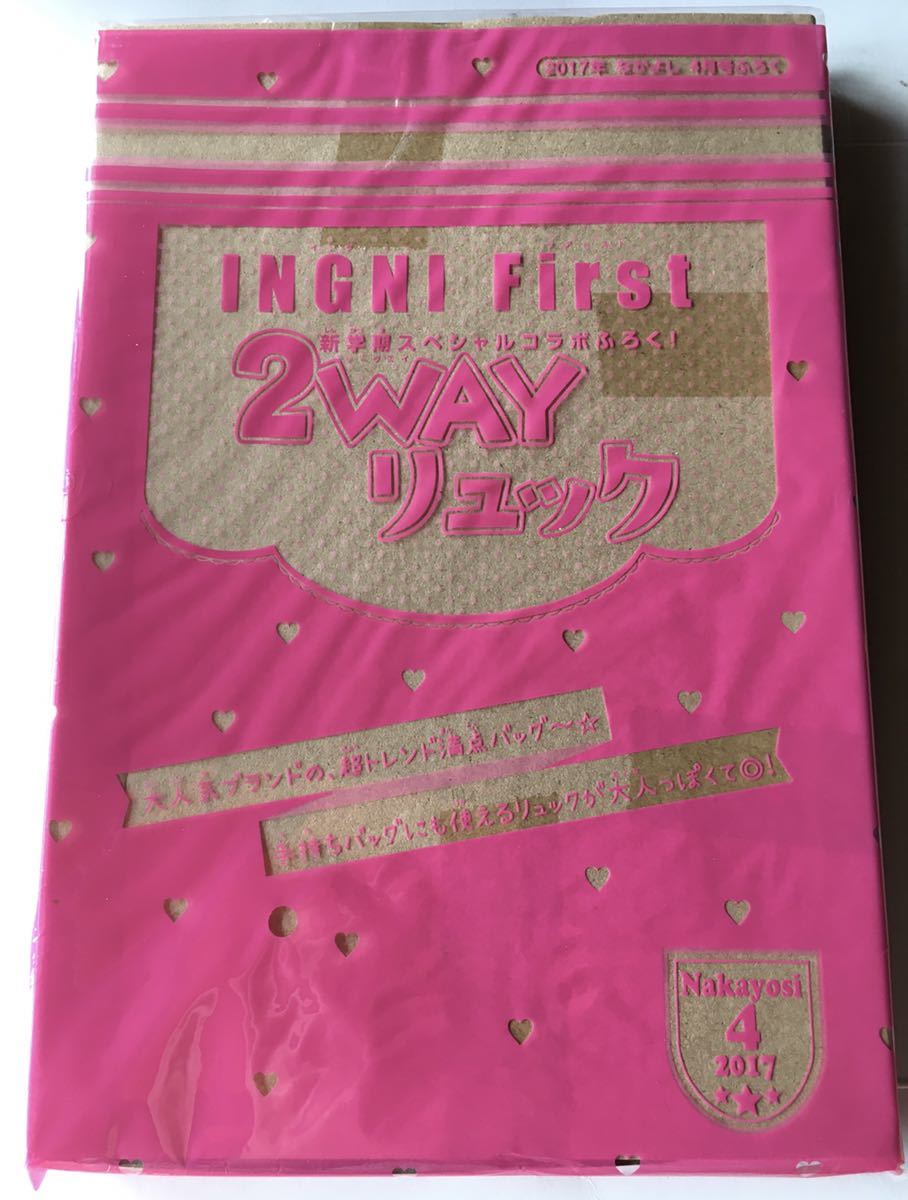 2017年 なかよし 4月号ふろく
INGNI First
新学期スペシャルコラボふろく!
2WAY
リュック
大人気ブランドの、超トレンド満点バッグ〜☆
手持ちバッグにも使えるリュックが大人っぽくて◎!
Nakayosi
4
2017